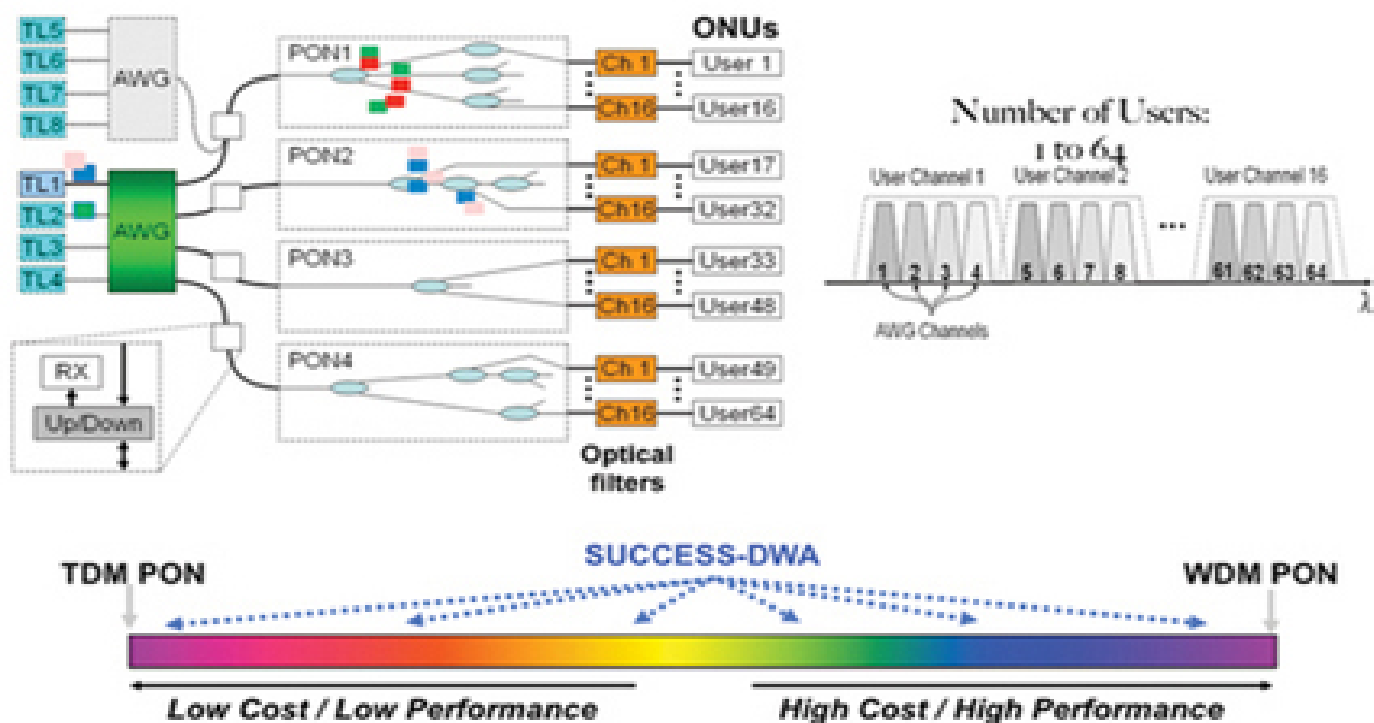 TL5
TL6
TL7
TL8
AWG
TL1
TL2
TL3
TL4
AWG
RX
Up/Down
PON1
PON2
PON3
PON4
ONUs
Ch 1 User 1
Ch16 User16
Ch 1 User17
Ch16 User32
Ch 1 User33
Ch16 User48
Ch 1 User49
Ch16 User64
Optical
filters
Number of Users:
1 to 64
User Channel 1 User Channel 2 User Channel 16
...
1 2 3 4 5 6 7 8 61 62 63 64
λ
AWG Channels
SUCCESS-DWA
TDM PON
WDM PON
Low Cost / Low Performance
High Cost / High Performance